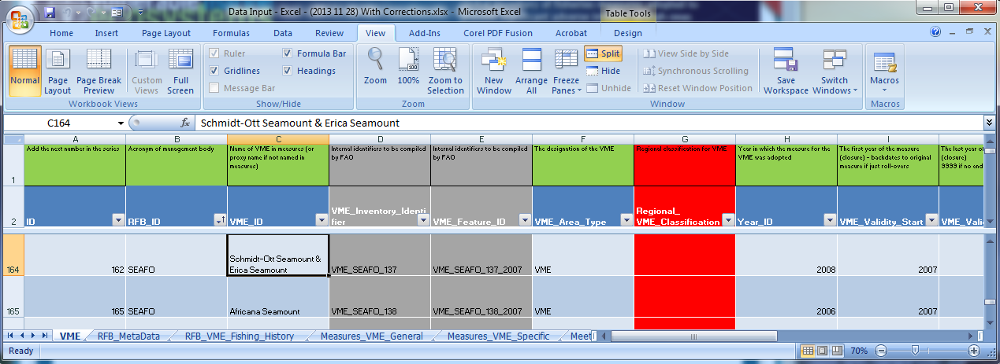 Data Input - Excel - (2013 11 28) With Corrections.xlsx - Microsoft Excel
Table Tools
Home Insert Page Layout Formulas Data Review View Add-Ins Corel PDF Fusion Acrobat Design
Normal
Page Layout
Page Break Preview
Custom Views
Full Screen
Workbook Views
Ruler
Gridlines
Message Bar
Formula Bar
Headings
Show/Hide
Zoom
100%
Zoom to Selection
Zoom
New Window
Arrange All
Freeze Panes
Split
Hide
Unhide
View Side by Side
Synchronous Scrolling
Reset Window Position
Window
Save Workspace
Switch Windows
Macros
Macros
C164 fx Schmidt-Ott Seamount & Erica Seamount
A B C D E F G H I
1
Add the next number in the series
Acronym of management body
Name of VME in measures (or
proxy name if not named in
measures)
Internal identifiers to be compiled
by FAO
Internal identifiers to be compiled
by FAO
The designation of the VME
Regional classification for VME
Year in which the measure for the
VME was adopted
The first year of the measure
(closure) - backdates to original
measure if just roll-overs
The last year o
(closure)
9999 if no end
2
ID
RFB_ID
VME_ID
VME_Inventory_Identi
fier
VME_Feature_ID
VME_Area_Type
Regional_
VME_Classification
Year_ID
VME_Validity_Start
VME_Vali
164
162
SEAFO
Schmidt-Ott Seamount &
Erica Seamount
VME_SEAFO_137
VME_SEAFO_137_2007
VME
2008
2007
165
165
SEAFO
Africana Seamount
VME_SEAFO_138
VME_SEAFO_138_2007
VME
2006
2007
VME RFB_MetaData RFB_VME_Fishing_History Measures_VME_General Measures_VME_Specific Meet
Ready
70%